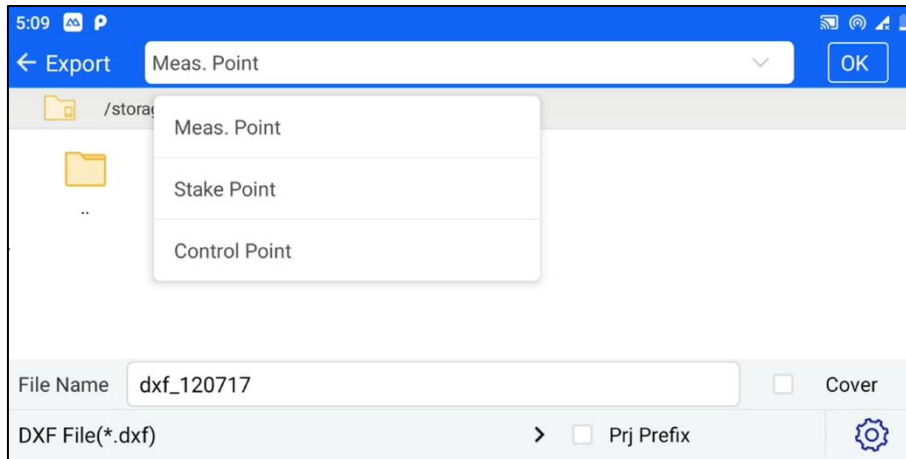 5:09
Export Meas. Point OK
/storag
Meas. Point
Stake Point
Control Point
..
File Name dxf_120717 Cover
DXF File(*.dxf) Prj Prefix